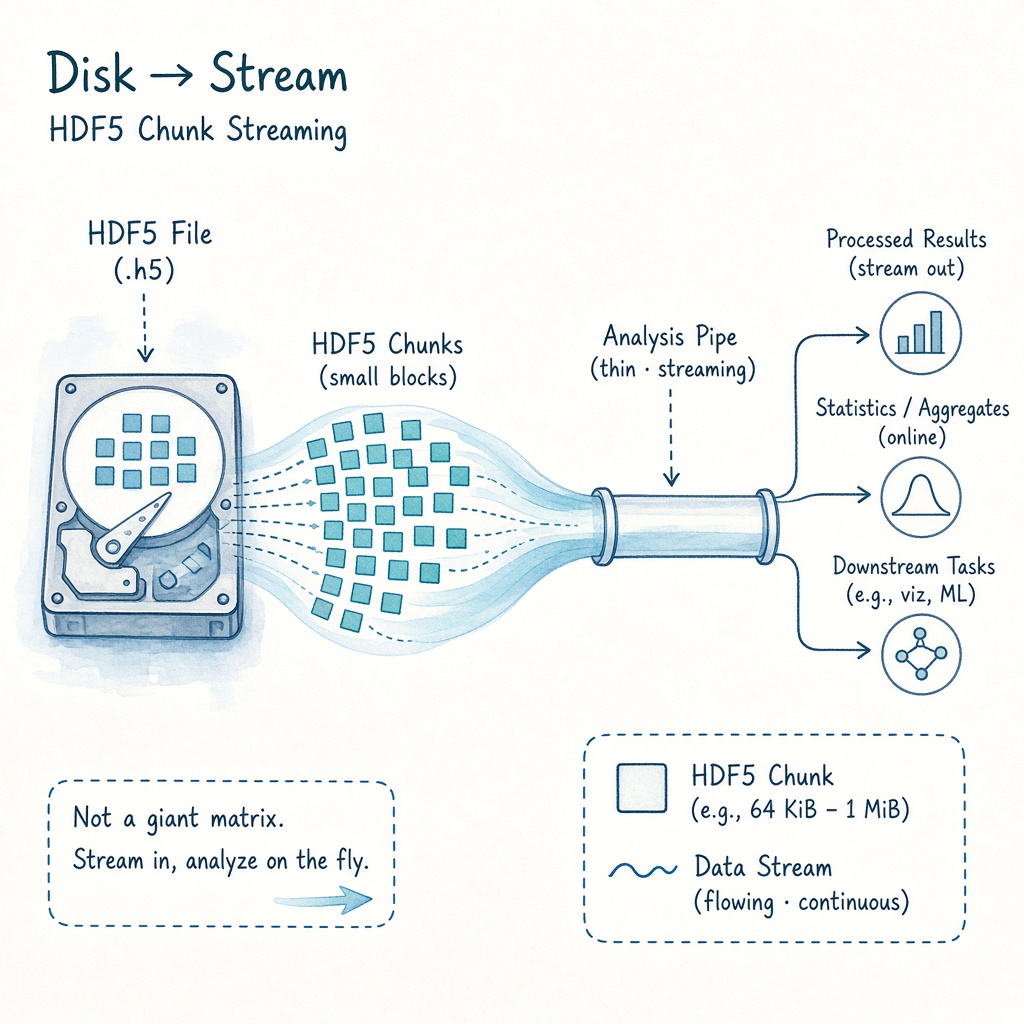 Disk → Stream
HDF5 Chunk Streaming
HDF5 File
(.h5)
HDF5 Chunks
(small blocks)
Analysis Pipe
(thin · streaming)
Processed Results
(stream out)
Statistics / Aggregates
(online)
Downstream Tasks
(e.g., viz, ML)
Not a giant matrix.
Stream in, analyze on the fly.
HDF5 Chunk
(e.g., 64 KiB – 1 MiB)
Data Stream
(flowing · continuous)